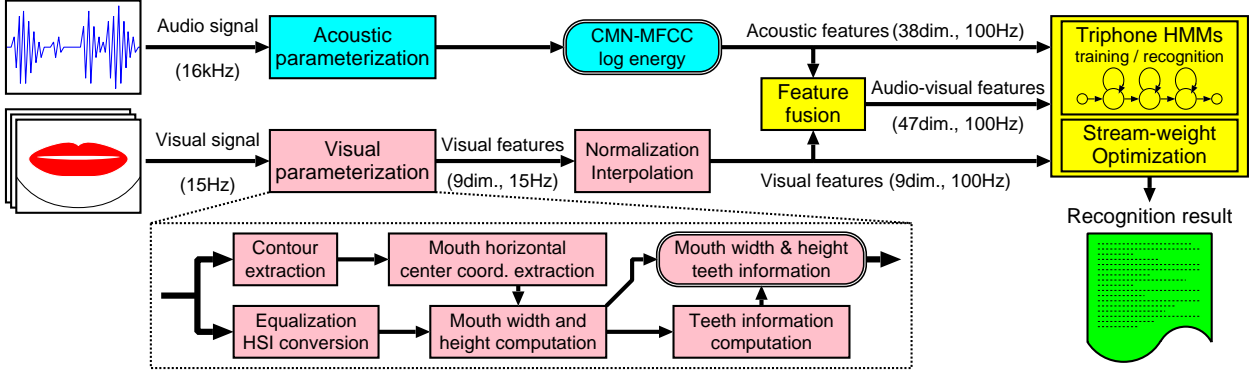 Audio signal
(16kHz)
Acoustic
parameterization
CMN-MFCC
log energy
Acoustic features (38dim., 100Hz)
Triphone HMMs
training / recognition
Feature
fusion
Audio-visual features
(47dim., 100Hz)
Visual signal
(15Hz)
Visual
parameterization
Visual features
(9dim., 15Hz)
Normalization
Interpolation
Visual features (9dim., 100Hz)
Stream-weight
Optimization
Recognition result
Contour
extraction
Mouth horizontal
center coord. extraction
Mouth width & height
teeth information
Equalization
HSI conversion
Mouth width and
height computation
Teeth information
computation